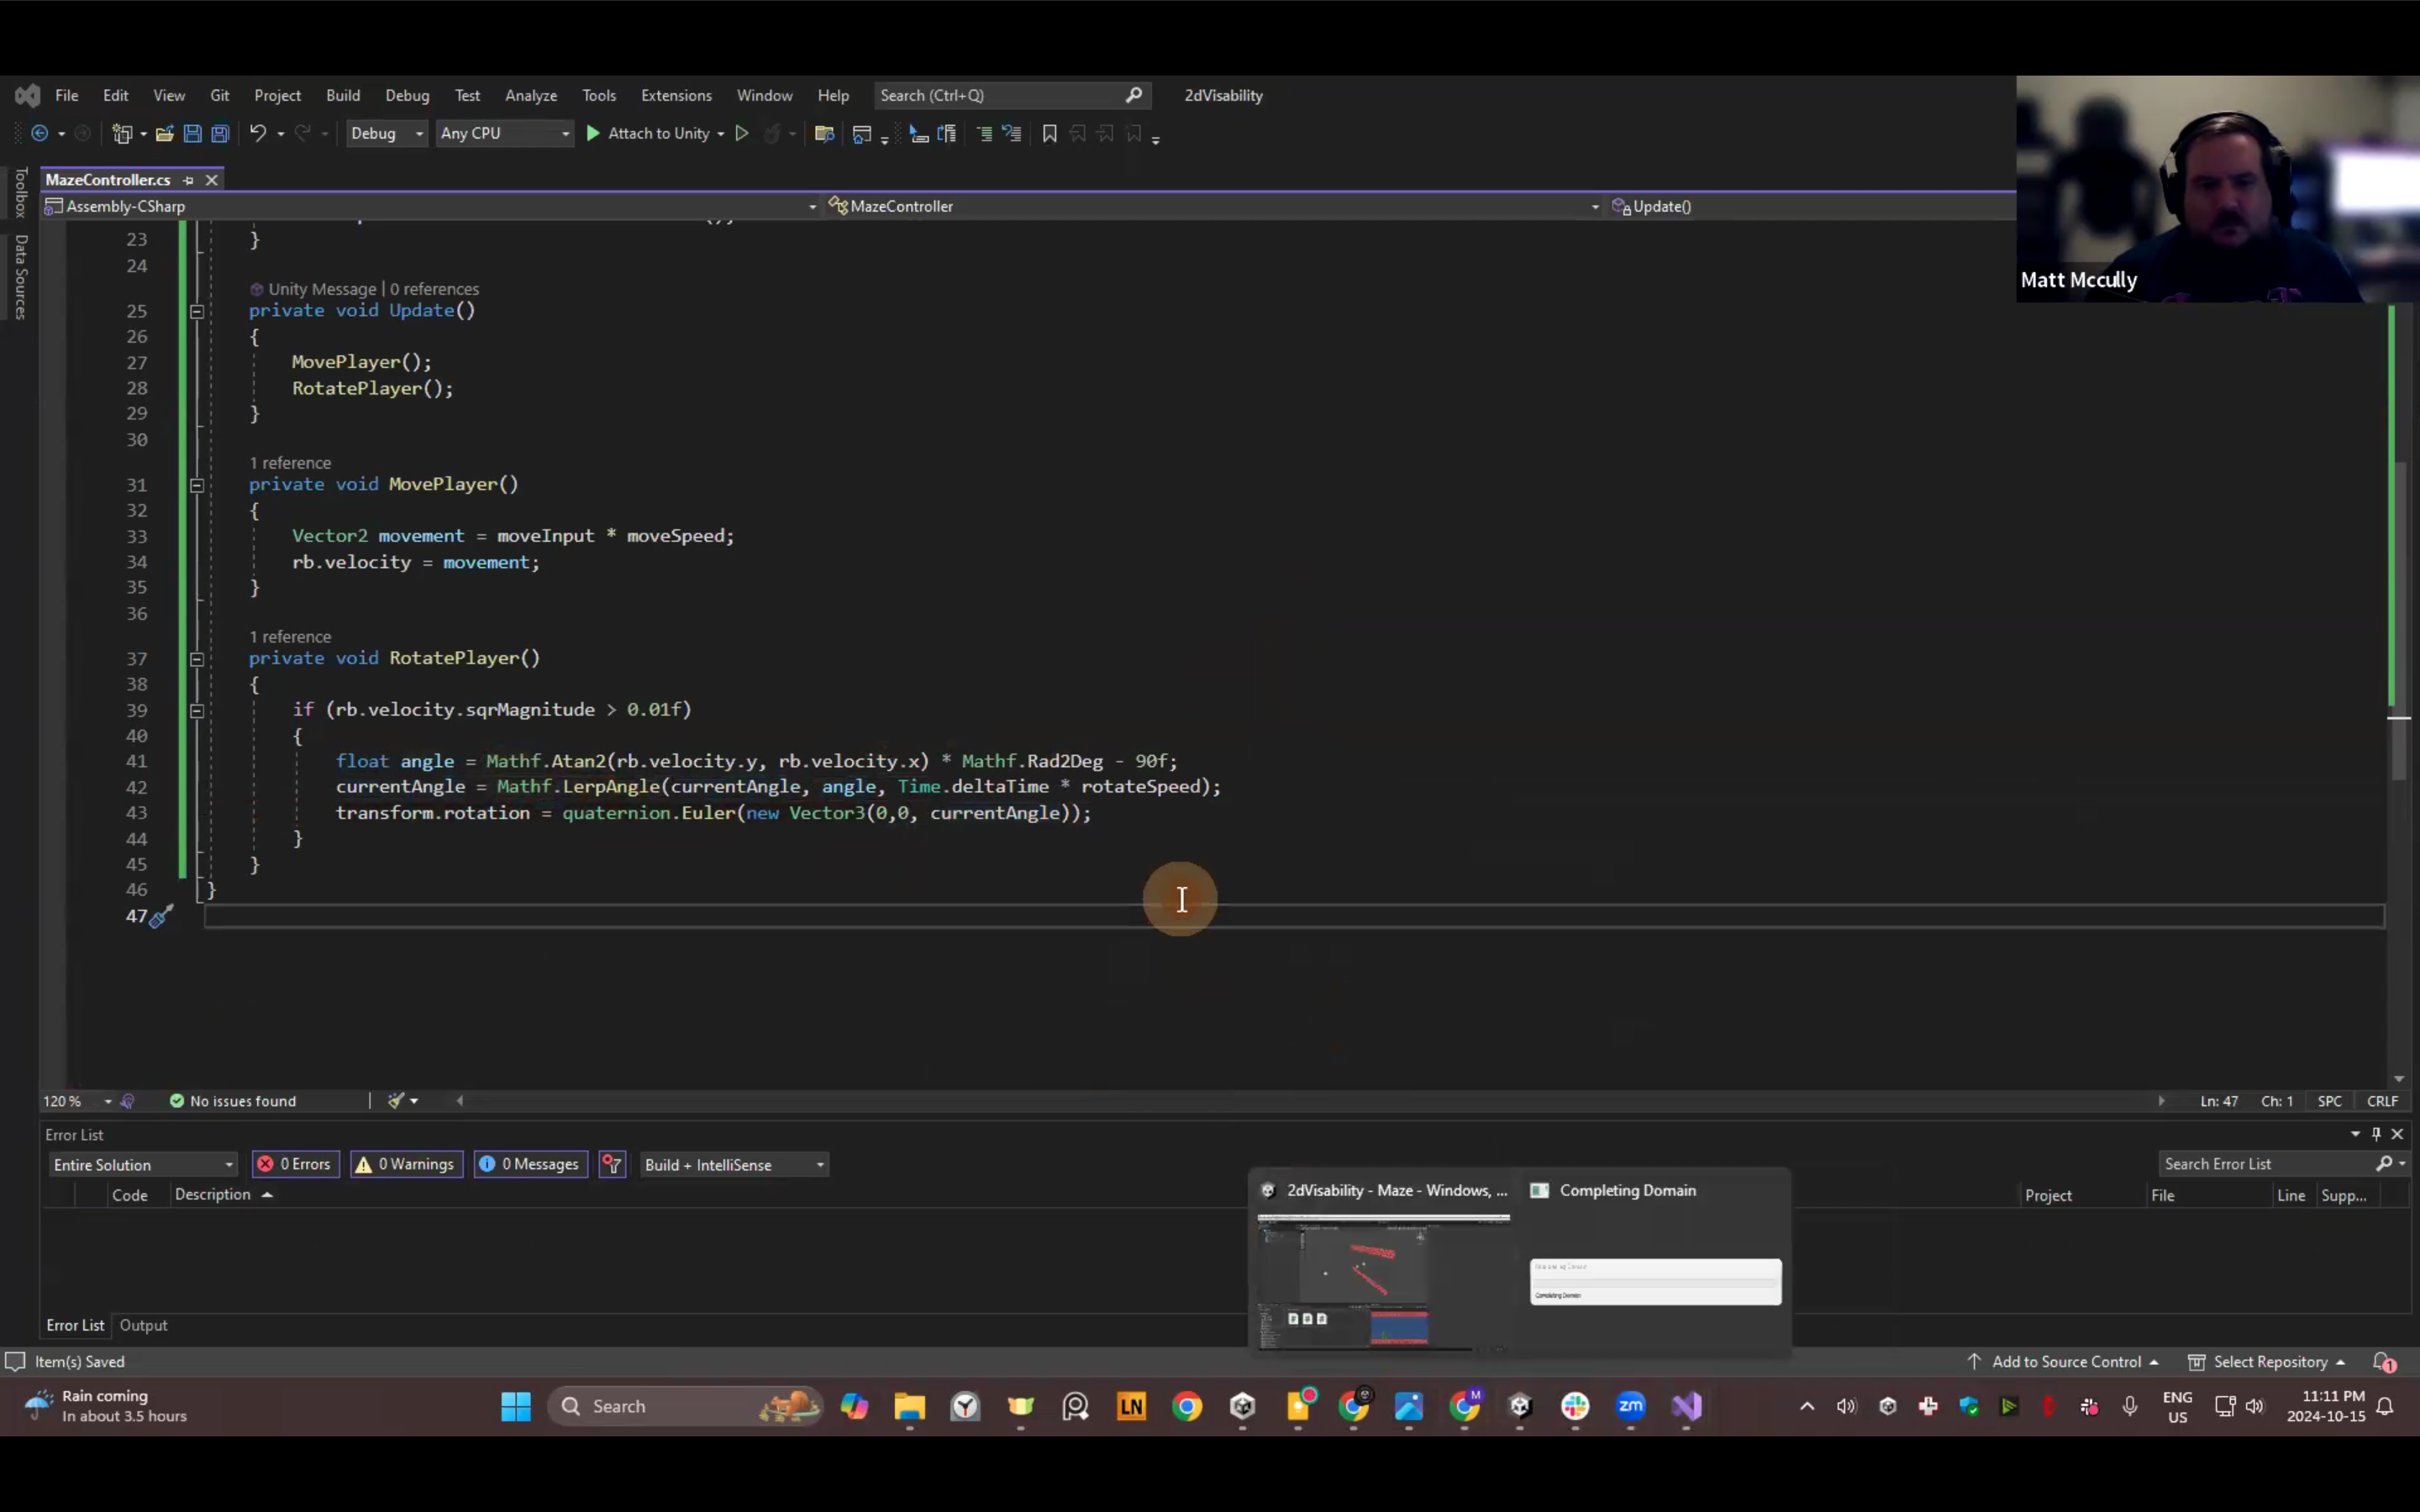 File Edit View Git Project Build Debug Test Analyze Tools Extensions Window Help Search (Ctrl+Q) 2dVisability
Debug Any CPU Attach to Unity
MazeController.cs
Assembly-CSharp MazeController Update()
Toolbox
Data Sources
Matt Mccully
23 }
24
Unity Message | 0 references
25 private void Update()
26 {
27 MovePlayer();
28 RotatePlayer();
29 }
30
1 reference
31 private void MovePlayer()
32 {
33 Vector2 movement = moveInput * moveSpeed;
34 rb.velocity = movement;
35 }
36
1 reference
37 private void RotatePlayer()
38 {
39 if (rb.velocity.sqrMagnitude > 0.01f)
40 {
41 float angle = Mathf.Atan2(rb.velocity.y, rb.velocity.x) * Mathf.Rad2Deg - 90f;
42 currentAngle = Mathf.LerpAngle(currentAngle, angle, Time.deltaTime * rotateSpeed);
43 transform.rotation = quaternion.Euler(new Vector3(0,0, currentAngle));
44 }
45 }
46 }
47
120 % No issues found Ln: 47 Ch: 1 SPC CRLF
Error List
Entire Solution 0 Errors 0 Warnings 0 Messages Build + IntelliSense Search Error List
Code Description Project File Line Supp...
2dVisability - Maze - Windows, ... Completing Domain
Completing Domain
Error List Output
Item(s) Saved Add to Source Control Select Repository 1
Rain coming
In about 3.5 hours
Search LN M zm
ENG
US
11:11 PM
2024-10-15